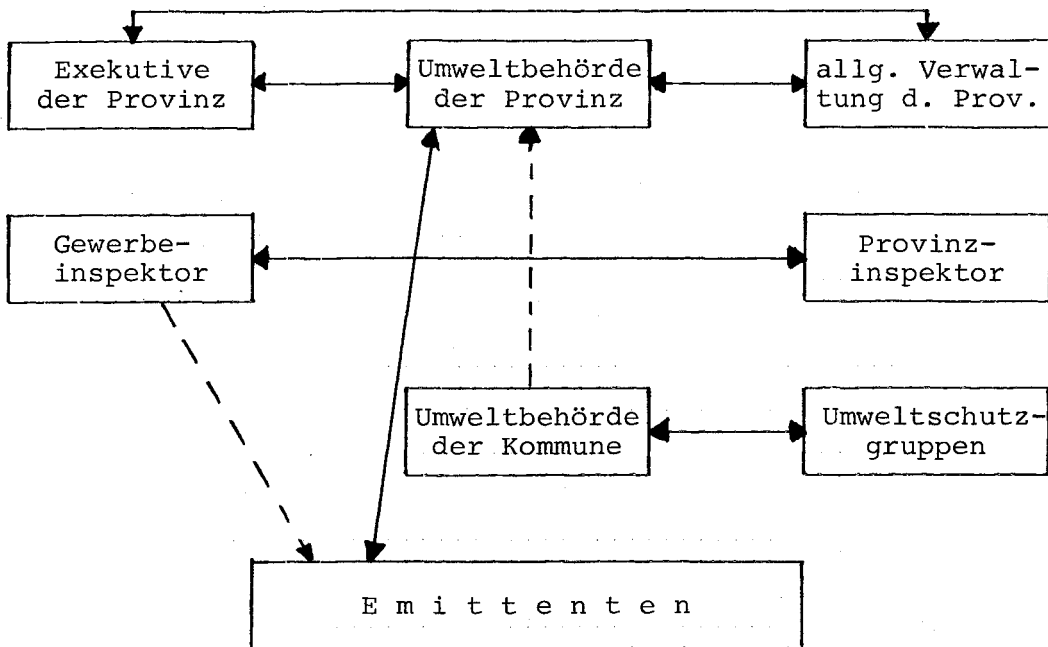 Exekutive
der Provinz
Umweltbehörde
der Provinz
allg. Verwal-
tung d. Prov.
Gewerbe-
inspektor
Provinz-
inspektor
Umweltbehörde
der Kommune
Umweltschutz-
gruppen
E m i t t e n t e n